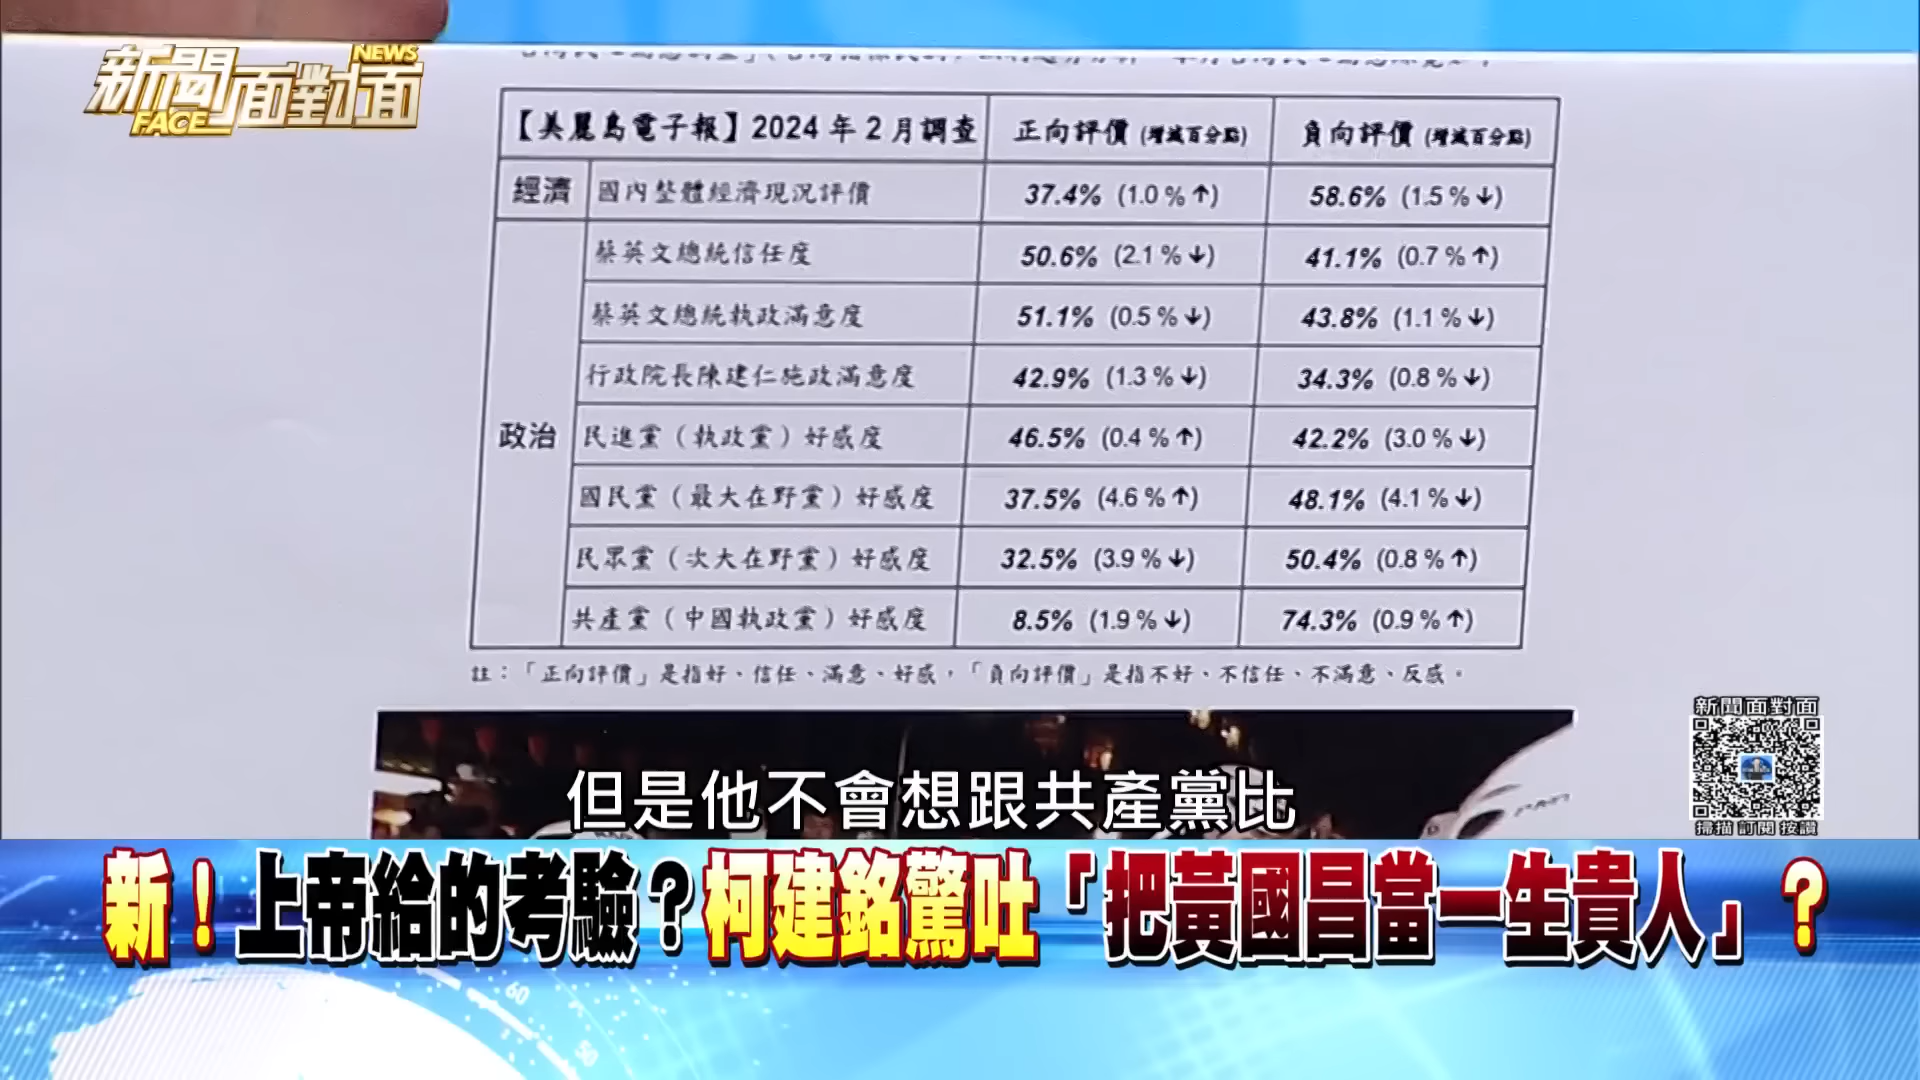 新聞面對面
NEWS
FACE
【美麗島電子報】2024 年 2 月調查 正向評價 (增減百分點) 負向評價 (增減百分點)
經濟 國內整體經濟現況評價 37.4% (1.0 % ↑) 58.6% (1.5 % ↓)
蔡英文總統信任度 50.6% (2.1 % ↓) 41.1% (0.7 % ↑)
蔡英文總統執政滿意度 51.1% (0.5 % ↓) 43.8% (1.1 % ↓)
行政院長陳建仁施政滿意度 42.9% (1.3 % ↓) 34.3% (0.8 % ↓)
政治 民進黨（執政黨）好感度 46.5% (0.4 % ↑) 42.2% (3.0 % ↓)
國民黨（最大在野黨）好感度 37.5% (4.6 % ↑) 48.1% (4.1 % ↓)
民眾黨（次大在野黨）好感度 32.5% (3.9 % ↓) 50.4% (0.8 % ↑)
共產黨（中國執政黨）好感度 8.5% (1.9 % ↓) 74.3% (0.9 % ↑)
註：「正向評價」是指好、信任、滿意、好感，「負向評價」是指不好、不信任、不滿意、反感。
新聞面對面
掃描 訂閱 按讚
但是他不會想跟共產黨比
新！上帝給的考驗？柯建銘驚吐「把黃國昌當一生貴人」？
60
50